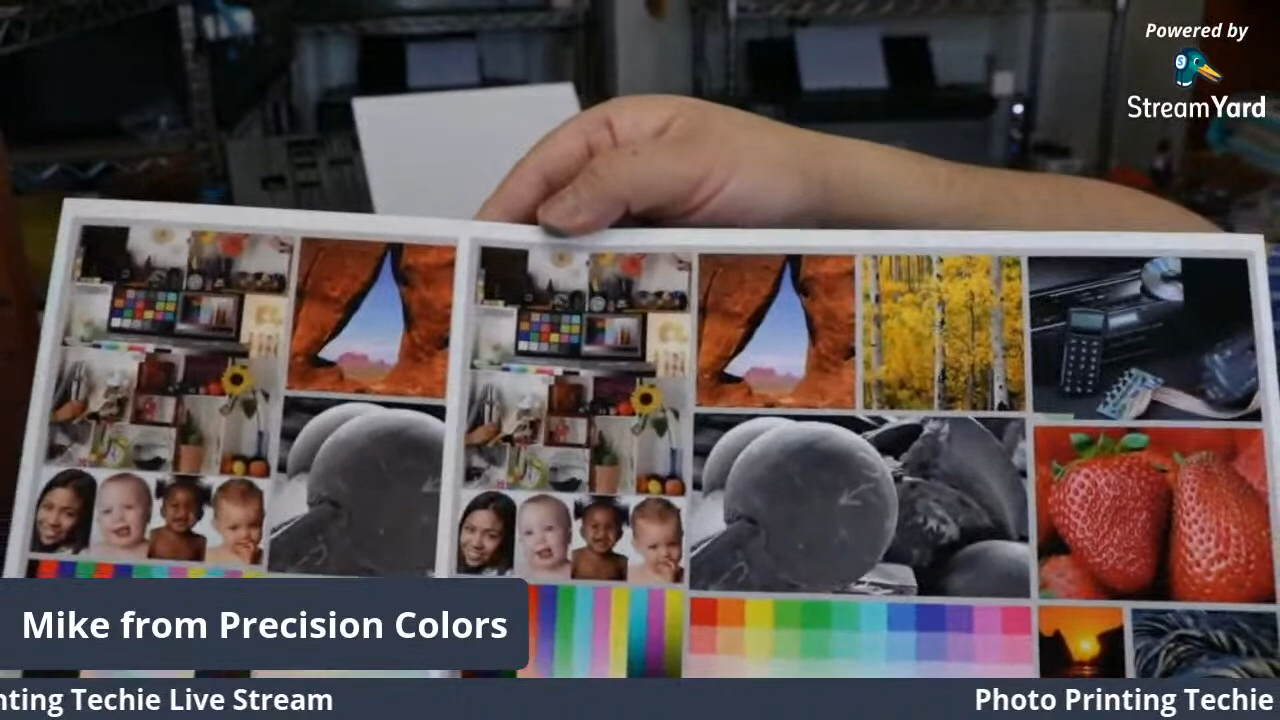 Powered by
StreamYard
Mike from Precision Colors
nting Techie Live Stream
Photo Printing Techie